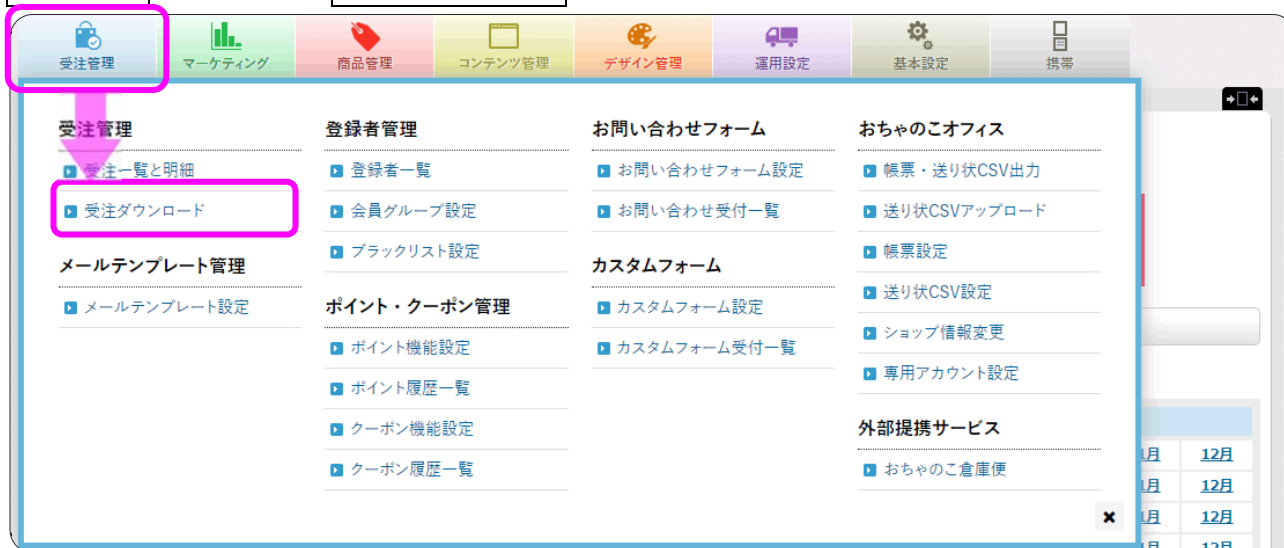 受注管理 マーケティング 商品管理 コンテンツ管理 デザイン管理 運用設定 基本設定 携帯
受注管理
受注一覧と明細
受注ダウンロード
メールテンプレート管理
メールテンプレート設定
登録者管理
登録者一覧
会員グループ設定
ブラックリスト設定
ポイント・クーポン管理
ポイント機能設定
ポイント履歴一覧
クーポン機能設定
クーポン履歴一覧
お問い合わせフォーム
お問い合わせフォーム設定
お問い合わせ受付一覧
カスタムフォーム
カスタムフォーム設定
カスタムフォーム受付一覧
おちゃのこオフィス
帳票・送り状CSV出力
送り状CSVアップロード
帳票設定
送り状CSV設定
ショップ情報変更
専用アカウント設定
外部提携サービス
おちゃのこ倉庫便
月 12月
月 12月
月 12月
月 12月